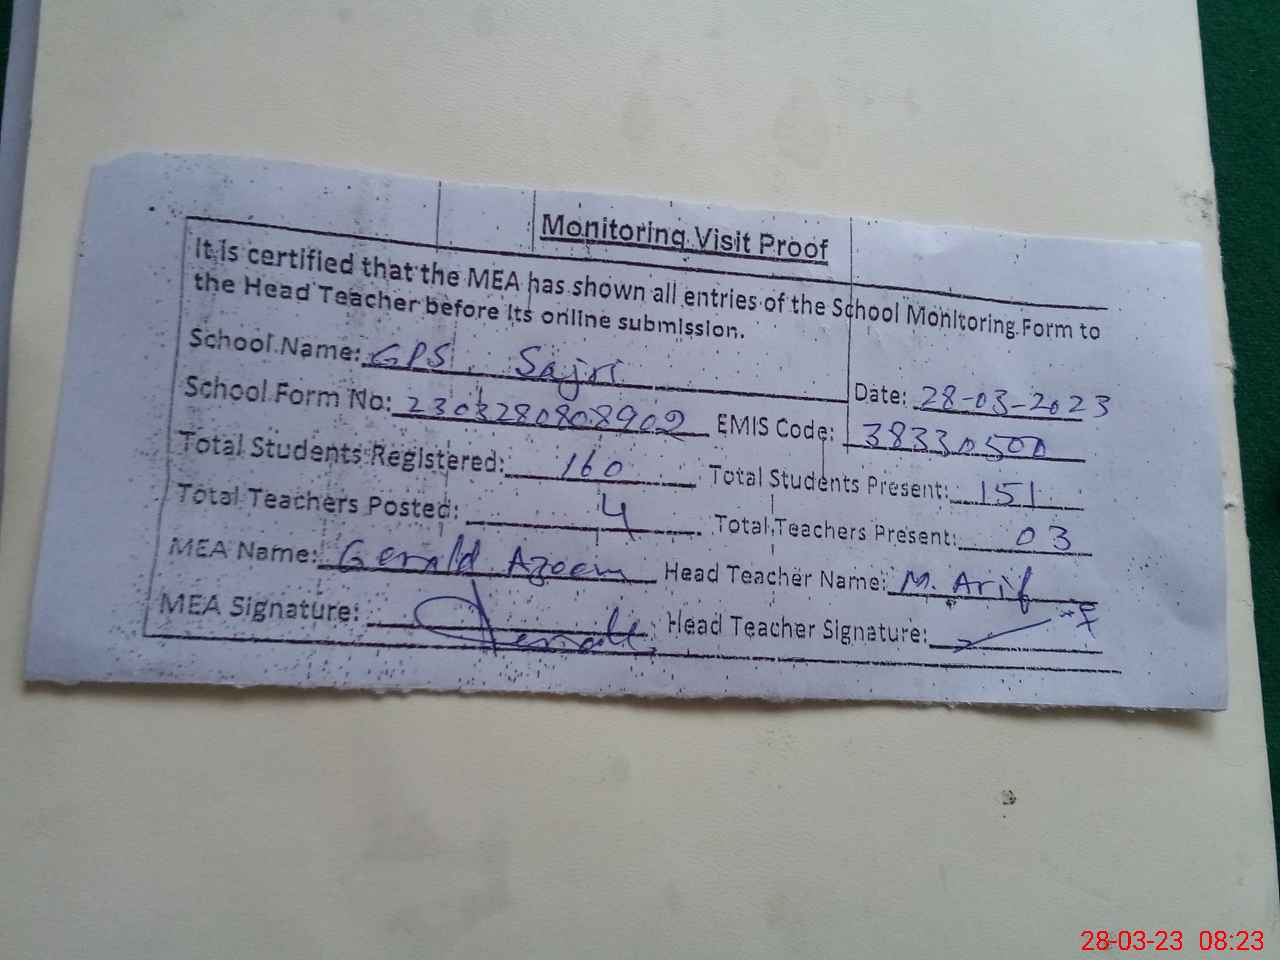 Monitoring Visit Proof
It is certified that the MEA has shown all entries of the School Monitoring Form to
the Head Teacher before its online submission.
School Name: GPS. Sajri
Date: 28-03-2023
School Form No: 2303280808902 EMIS Code: 38330500
Total Students Registered: 160 Total Students Present: 151
Total Teachers Posted: 4 Total Teachers Present: 03
MEA Name: Gerald Azeem Head Teacher Name: M. Arif
MEA Signature: Head Teacher Signature:
28-03-23 08:23